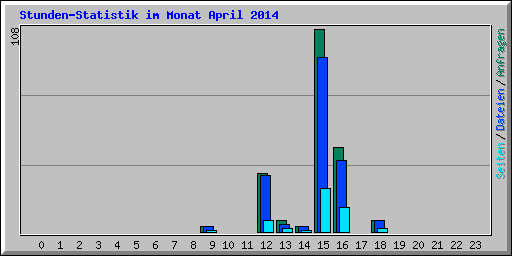 Stunden-Statistik im Monat April 2014
108
Seiten/Dateien/Anfragen
0 1 2 3 4 5 6 7 8 9 10 11 12 13 14 15 16 17 18 19 20 21 22 23